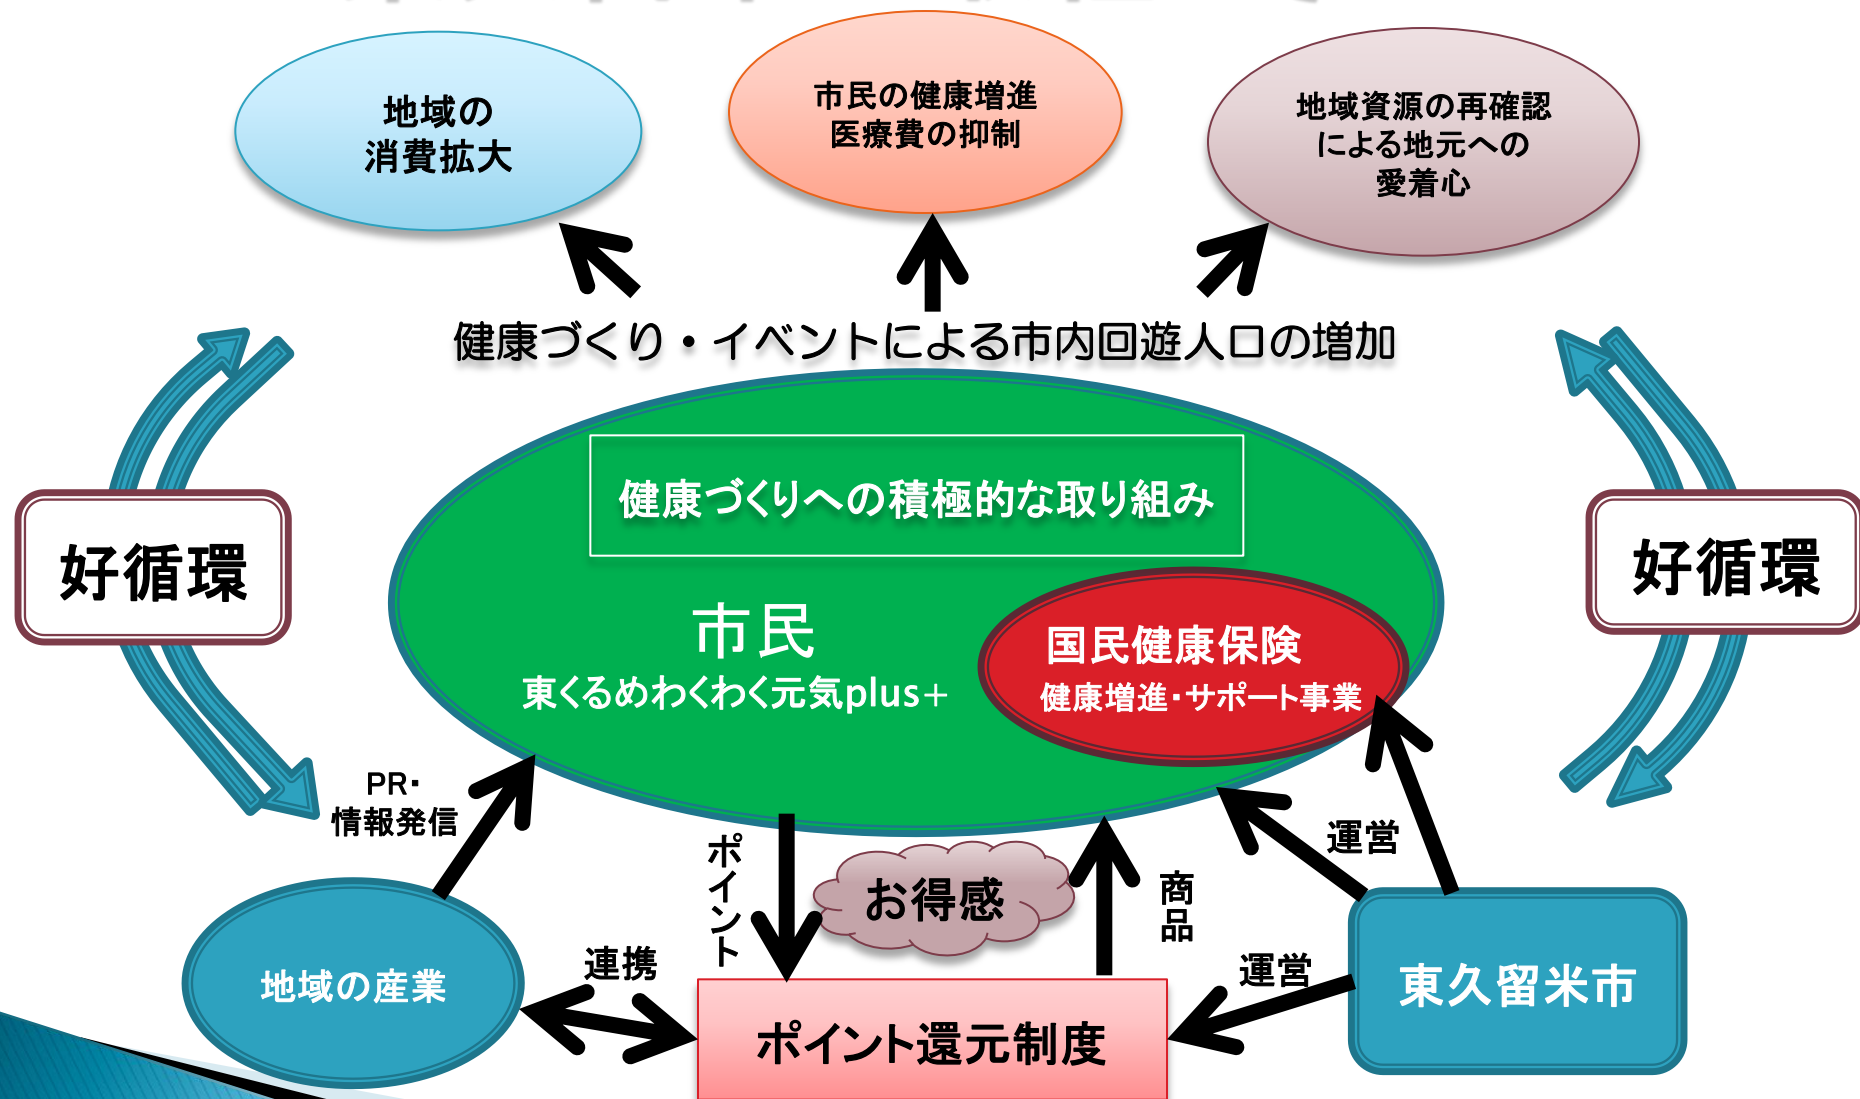 地域の
消費拡大
市民の健康増進
医療費の抑制
地域資源の再確認
による地元への
愛着心
健康づくり・イベントによる市内回遊人口の増加
健康づくりへの積極的な取り組み
好循環
好循環
市民
東くるめわくわく元気plus+
国民健康保険
健康増進・サポート事業
PR・
情報発信
ポイント
お得感
商品
運営
地域の産業
連携
運営
東久留米市
ポイント還元制度